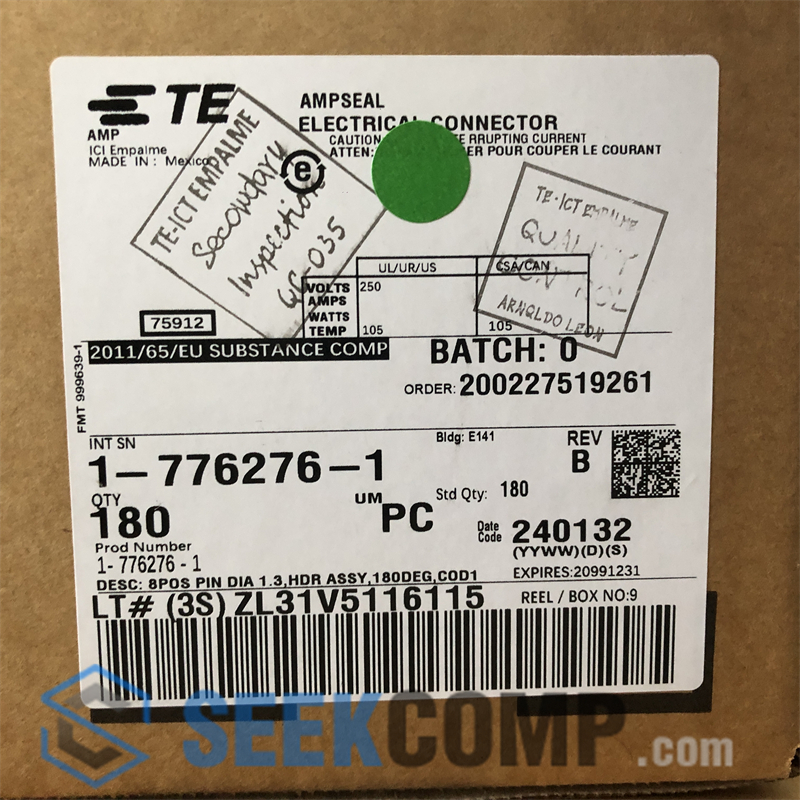 TE
AMP
ICI Empalme
MADE IN: Mexico
AMPSEAL
ELECTRICAL CONNECTOR
CAUTION RRUPTING CURRENT
ATTEN: ER POUR COUPER LE COURANT
e
TE-ICT EMPALME
Secondary
Inspection
QC-035
TE-ICT EMPALME
QUALITY
CONTROL
ARNOLDO LEON
UL/UR/US CSA/CAN
VOLTS 250
AMPS
WATTS
TEMP 105 105
75912
2011/65/EU SUBSTANCE COMP
BATCH: 0
ORDER: 200227519261
FMT 999639-1
INT SN
1-776276-1
Bldg: E141
REV
B
QTY
180
UM
PC
Std Qty: 180
Date
Code 240132
(YYWW)(D)(S)
Prod Number
1-776276-1
EXPIRES:20991231
DESC: 8POS PIN DIA 1.3,HDR ASSY,180DEG,COD1
LT# (3S) ZL31V5116115
REEL / BOX NO:9
SEEKCOMP.com